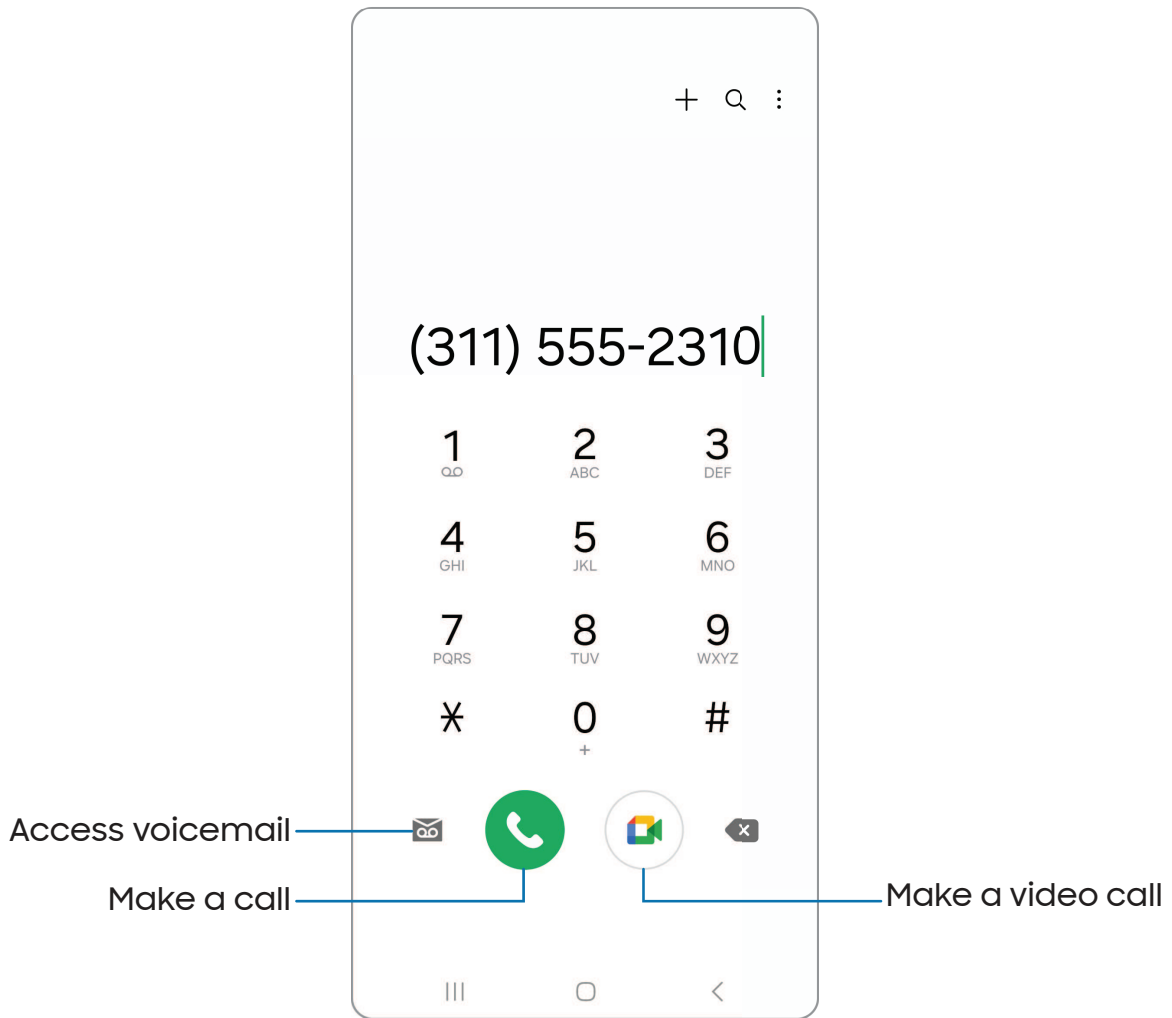 (311) 555-2310
1 2 3
ABC DEF
4 5 6
GHI JKL MNO
7 8 9
PQRS TUV WXYZ
* 0 #
+
Access voicemail
Make a call
Make a video call